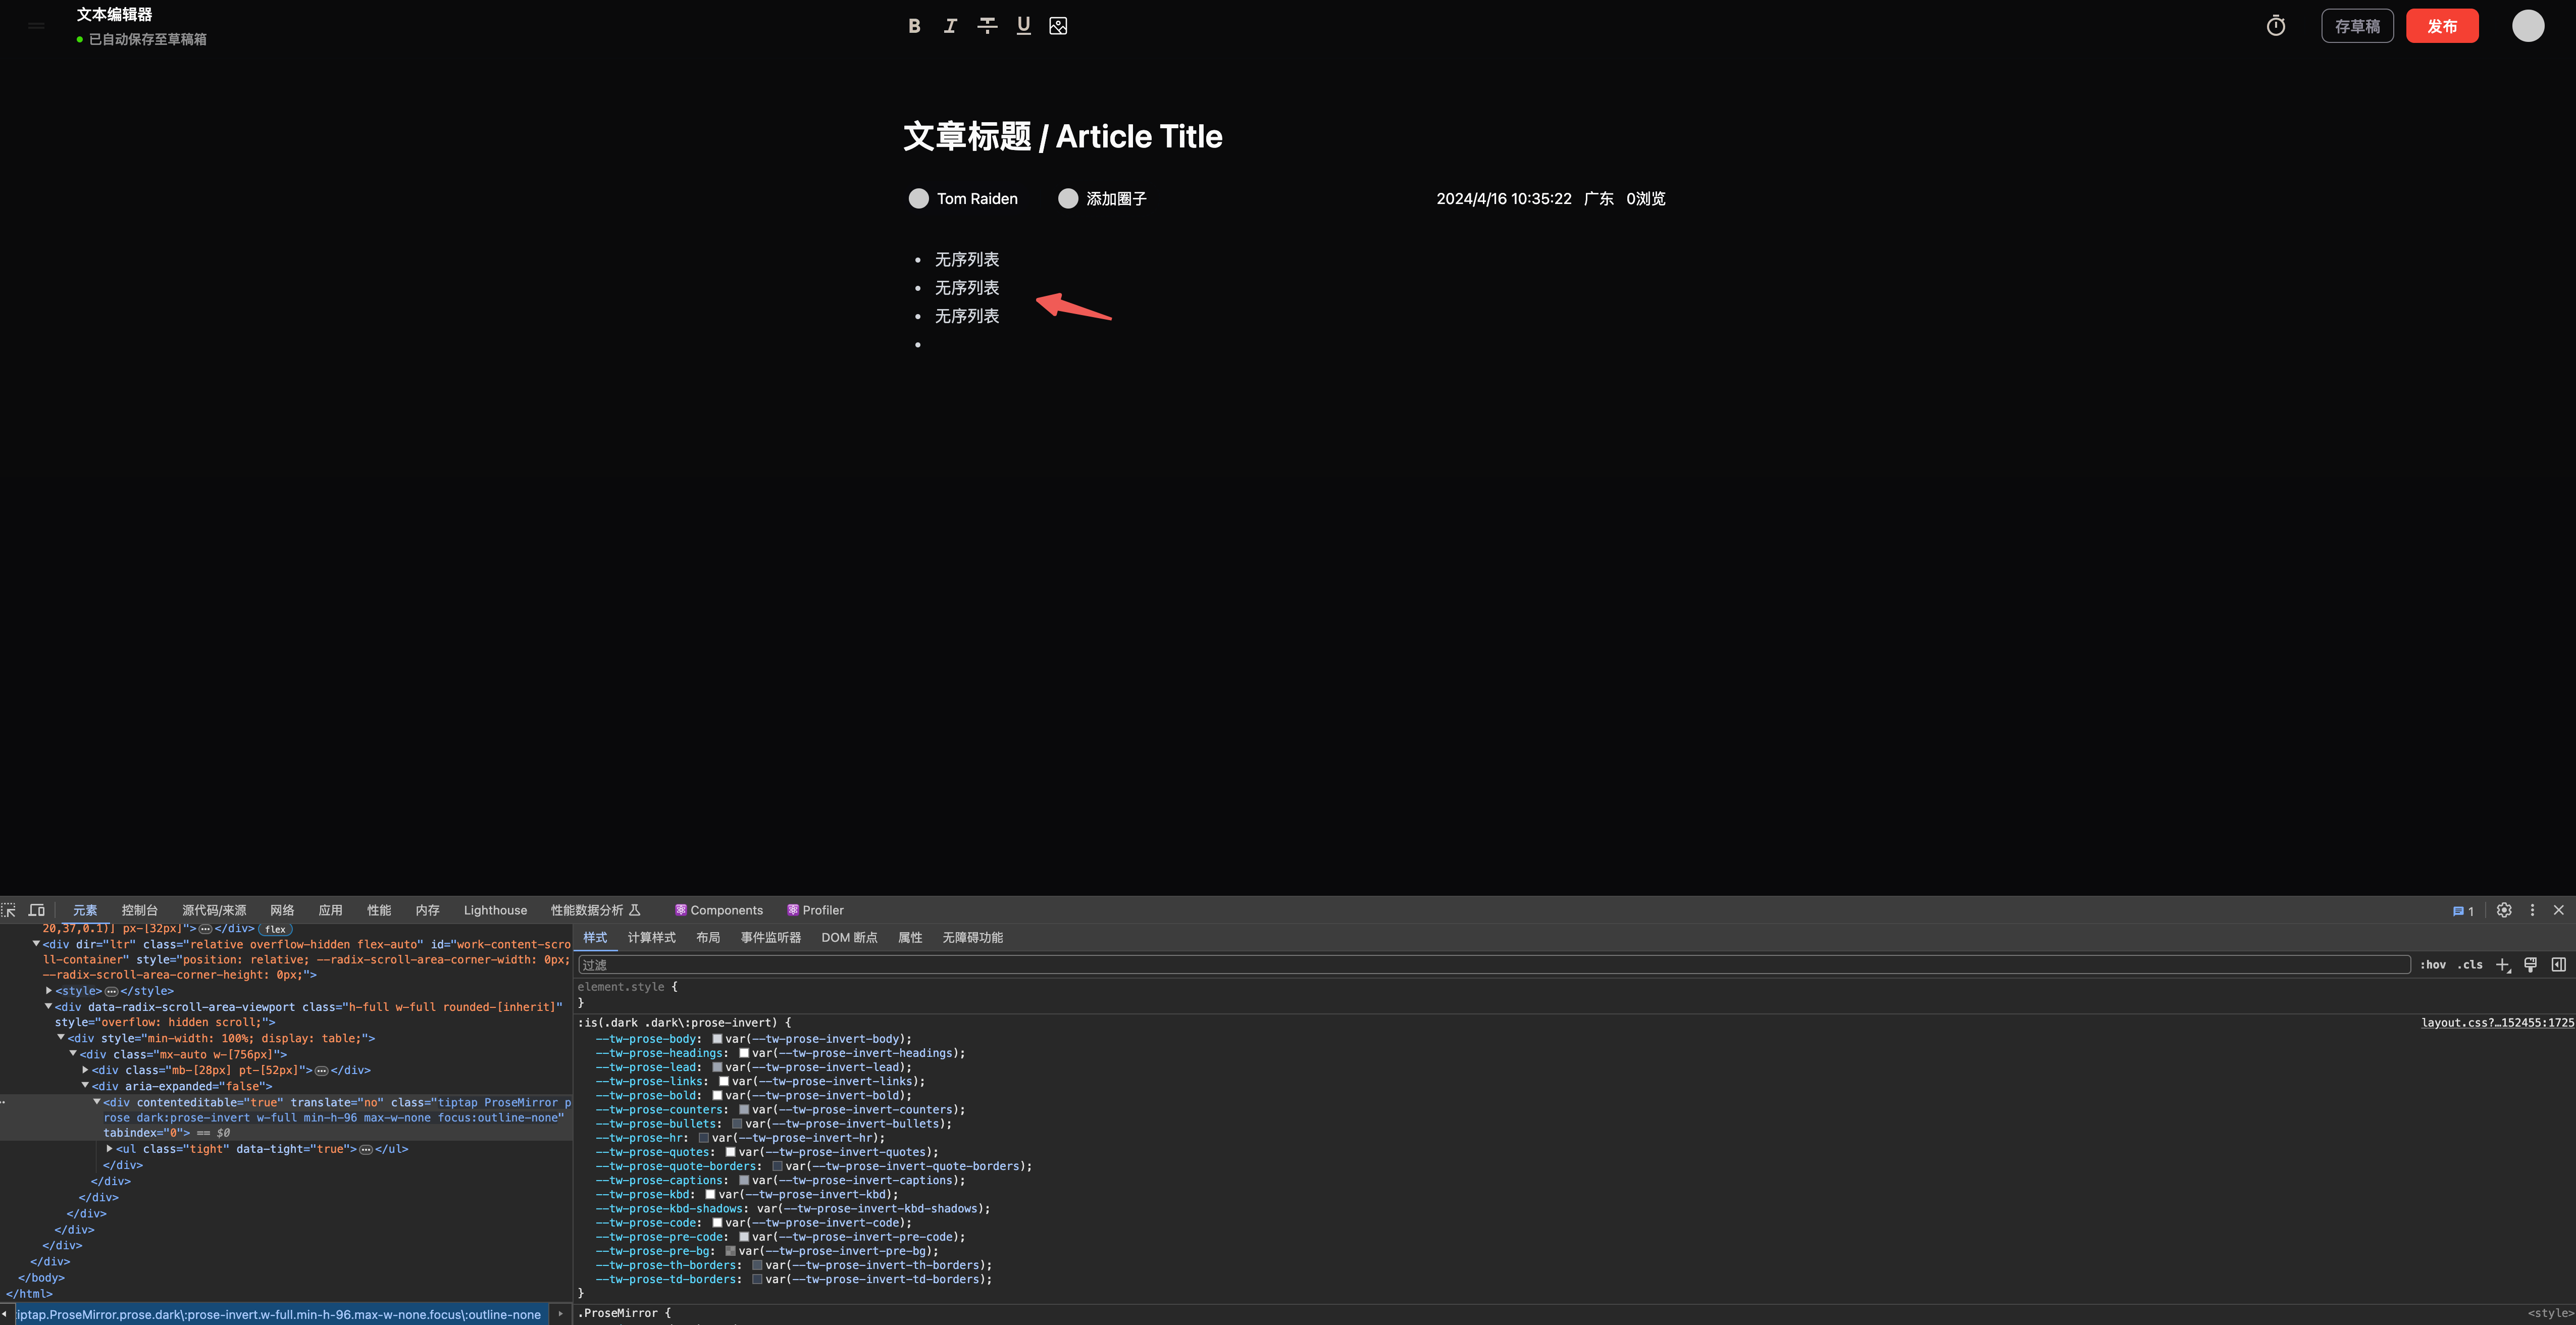 文本编辑器
已自动保存至草稿箱
B I T U
存草稿
发布
文章标题 / Article Title
Tom Raiden 添加圈子 2024/4/16 10:35:22 广东 0浏览
• 无序列表
• 无序列表
• 无序列表
•
元素 控制台 源代码/来源 网络 应用 性能 内存 Lighthouse 性能数据分析 Components Profiler 1
20,37,0.1)] px-[32px]">…</div> flex
<div dir="ltr" class="relative overflow-hidden flex-auto" id="work-content-scro
ll-container" style="position: relative; --radix-scroll-area-corner-width: 0px;
--radix-scroll-area-corner-height: 0px;">
<style>…</style>
<div data-radix-scroll-area-viewport class="h-full w-full rounded-[inherit]"
style="overflow: hidden scroll;">
<div style="min-width: 100%; display: table;">
<div class="mx-auto w-[756px]">
<div class="mb-[28px] pt-[52px]">…</div>
<div aria-expanded="false">
<div contenteditable="true" translate="no" class="tiptap ProseMirror p
rose dark:prose-invert w-full min-h-96 max-w-none focus:outline-none"
tabindex="0"> == $0
<ul class="tight" data-tight="true">…</ul>
</div>
</div>
</div>
</div>
</div>
</div>
</div>
</body>
</html>
iptap.ProseMirror.prose.dark\:prose-invert.w-full.min-h-96.max-w-none.focus\:outline-none
样式 计算样式 布局 事件监听器 DOM 断点 属性 无障碍功能
过滤 :hov .cls
element.style {
}
:is(.dark .dark\:prose-invert) { layout.css?…152455:1725
--tw-prose-body: var(--tw-prose-invert-body);
--tw-prose-headings: var(--tw-prose-invert-headings);
--tw-prose-lead: var(--tw-prose-invert-lead);
--tw-prose-links: var(--tw-prose-invert-links);
--tw-prose-bold: var(--tw-prose-invert-bold);
--tw-prose-counters: var(--tw-prose-invert-counters);
--tw-prose-bullets: var(--tw-prose-invert-bullets);
--tw-prose-hr: var(--tw-prose-invert-hr);
--tw-prose-quotes: var(--tw-prose-invert-quotes);
--tw-prose-quote-borders: var(--tw-prose-invert-quote-borders);
--tw-prose-captions: var(--tw-prose-invert-captions);
--tw-prose-kbd: var(--tw-prose-invert-kbd);
--tw-prose-kbd-shadows: var(--tw-prose-invert-kbd-shadows);
--tw-prose-code: var(--tw-prose-invert-code);
--tw-prose-pre-code: var(--tw-prose-invert-pre-code);
--tw-prose-pre-bg: var(--tw-prose-invert-pre-bg);
--tw-prose-th-borders: var(--tw-prose-invert-th-borders);
--tw-prose-td-borders: var(--tw-prose-invert-td-borders);
}
.ProseMirror { <style>